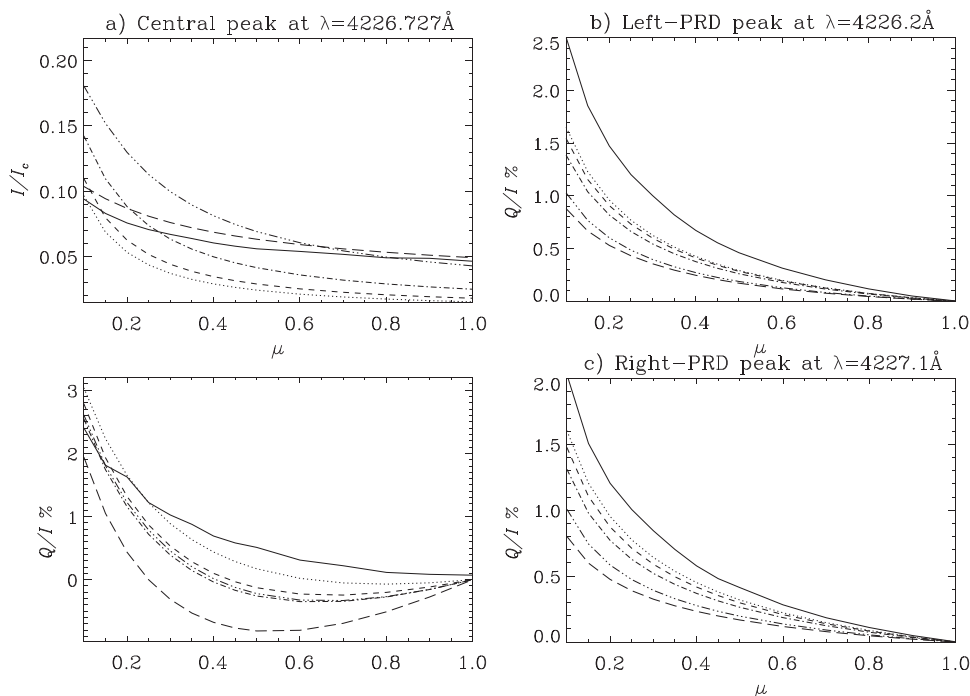 a) Central peak at λ=4226.727Å
0.20
0.15
0.10
0.05
I/I_c
0.2 0.4 0.6 0.8 1.0
μ
b) Left-PRD peak at λ=4226.2Å
2.5
2.0
1.5
1.0
0.5
0.0
Q/I %
0.2 0.4 0.6 0.8 1.0
μ
3
2
1
0
Q/I %
0.2 0.4 0.6 0.8 1.0
c) Right-PRD peak at λ=4227.1Å
2.0
1.5
1.0
0.5
0.0
Q/I %
0.2 0.4 0.6 0.8 1.0
μ